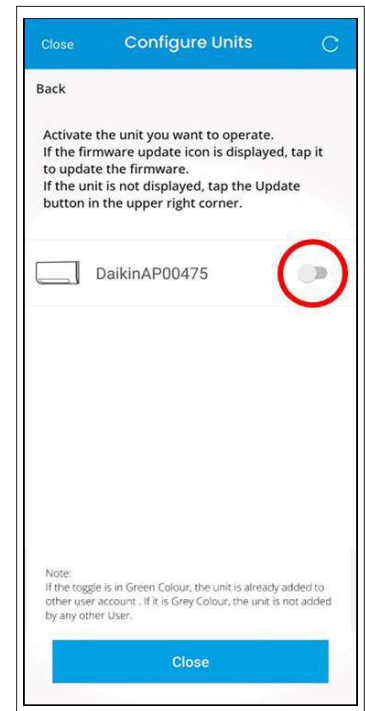 Close Configure Units
Back
Activate the unit you want to operate.
If the firmware update icon is displayed, tap it
to update the firmware.
If the unit is not displayed, tap the Update
button in the upper right corner.
DaikinAP00475
Note:
If the toggle is in Green Colour, the unit is already added to
other user account . If it is Grey Colour, the unit is not added
by any other User.
Close